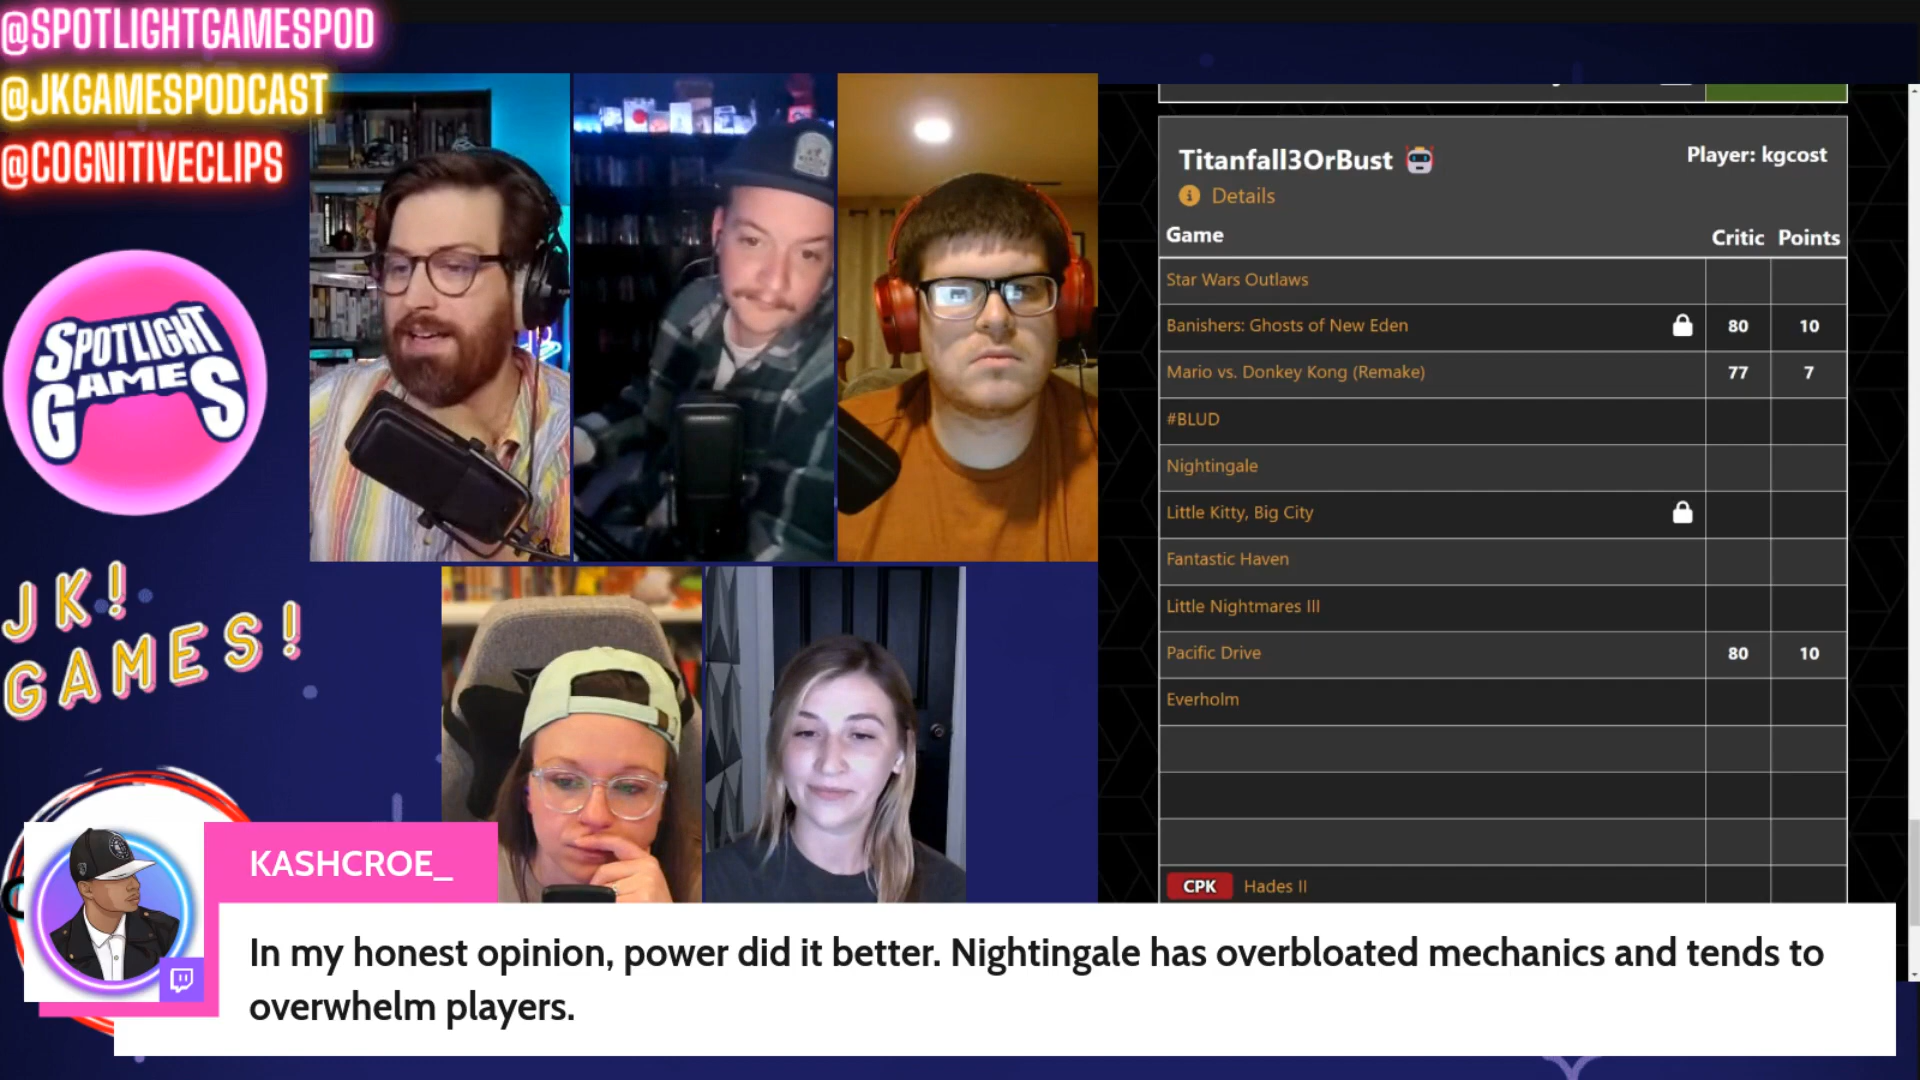 @SPOTLIGHTGAMESPOD
@JKGAMESPODCAST
@COGNITIVECLIPS
SPOTLIGHT
GAMES
JK!
GAMES!
Titanfall3OrBust
Player: kgcost
Details
Game Critic Points
Star Wars Outlaws
Banishers: Ghosts of New Eden 80 10
Mario vs. Donkey Kong (Remake) 77 7
#BLUD
Nightingale
Little Kitty, Big City
Fantastic Haven
Little Nightmares III
Pacific Drive 80 10
Everholm
CPK Hades II
KASHCROE_
In my honest opinion, power did it better. Nightingale has overbloated mechanics and tends to
overwhelm players.